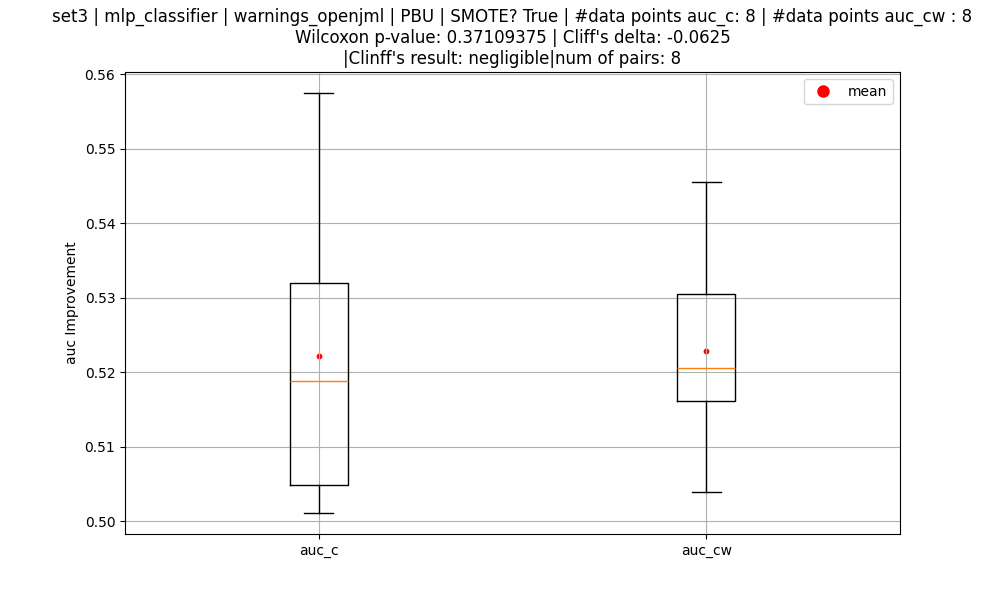 set3 | mlp_classifier | warnings_openjml | PBU | SMOTE? True | #data points auc_c: 8 | #data points auc_cw : 8
Wilcoxon p-value: 0.37109375 | Cliff's delta: -0.0625
|Clinff's result: negligible|num of pairs: 8
mean
auc Improvement
0.56
0.55
0.54
0.53
0.52
0.51
0.50
auc_c
auc_cw